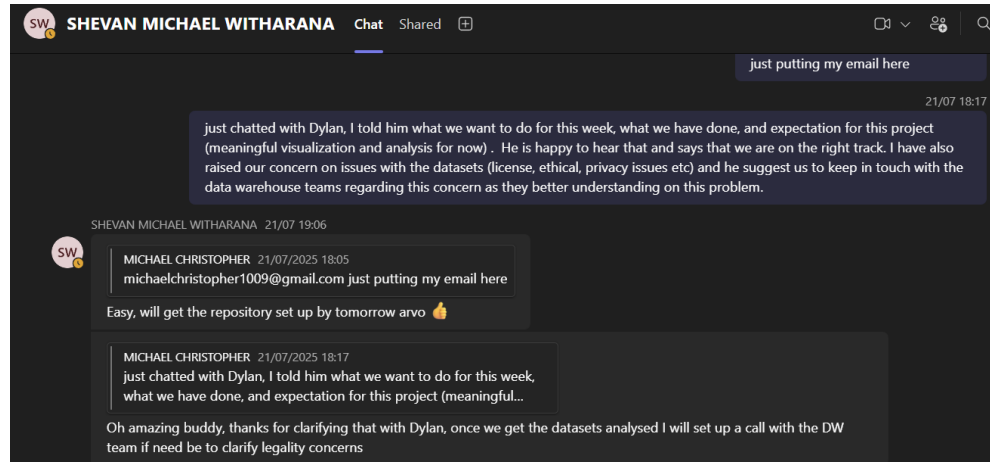 SW
SHEVAN MICHAEL WITHARANA Chat Shared
just putting my email here
21/07 18:17
just chatted with Dylan, I told him what we want to do for this week, what we have done, and expectation for this project
(meaningful visualization and analysis for now) . He is happy to hear that and says that we are on the right track. I have also
raised our concern on issues with the datasets (license, ethical, privacy issues etc) and he suggest us to keep in touch with the
data warehouse teams regarding this concern as they better understanding on this problem.
SHEVAN MICHAEL WITHARANA 21/07 19:06
SW
MICHAEL CHRISTOPHER 21/07/2025 18:05
michaelchristopher1009@gmail.com just putting my email here
Easy, will get the repository set up by tomorrow arvo 👍
MICHAEL CHRISTOPHER 21/07/2025 18:17
just chatted with Dylan, I told him what we want to do for this week,
what we have done, and expectation for this project (meaningful...
Oh amazing buddy, thanks for clarifying that with Dylan, once we get the datasets analysed I will set up a call with the DW
team if need be to clarify legality concerns